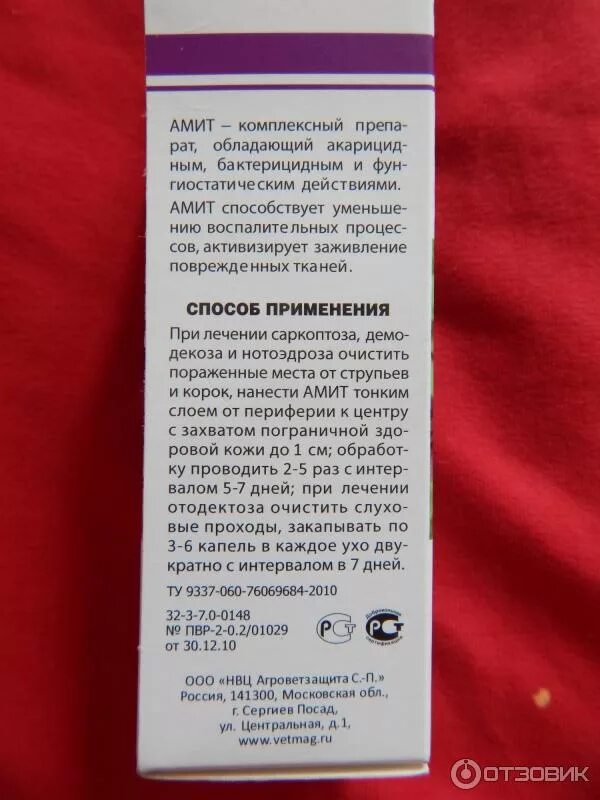 АМИТ – комплексный препа-
рат, обладающий акарицид-
ным, бактерицидным и фун-
гиостатическим действиями.
АМИТ способствует уменьше-
нию воспалительных процес-
сов, активизирует заживление
поврежденных тканей.
СПОСОБ ПРИМЕНЕНИЯ
При лечении саркоптоза, демо-
декоза и нотоэдроза очистить
пораженные места от струпьев
и корок, нанести АМИТ тонким
слоем от периферии к центру
с захватом пограничной здо-
ровой кожи до 1 см; обработ-
ку проводить 2-5 раз с интер-
валом 5-7 дней; при лечении
отодектоза очистить слухо-
вые проходы, закапывать по
3-6 капель в каждое ухо дву-
кратно с интервалом в 7 дней.
ТУ 9337-060-76069684-2010
32-3-7.0-0148
№ ПВР-2-0.2/01029
от 30.12.10
РСТ
Добровольная
РСТ
сертификация
ООО «НВЦ Агроветзащита С.-П.»
Россия, 141300, Московская обл.,
г. Сергиев Посад,
ул. Центральная, д.1,
www.vetmag.ru
ОТЗОВИК